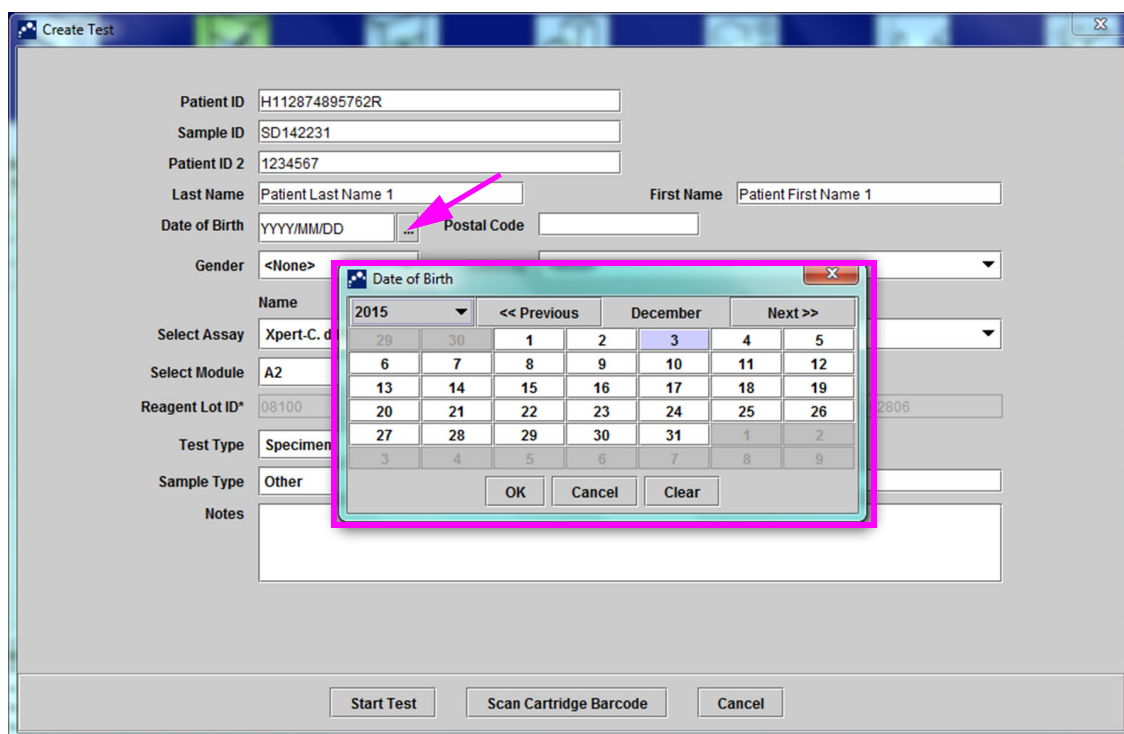 Create Test
Patient ID H112874895762R
Sample ID SD142231
Patient ID 2 1234567
Last Name Patient Last Name 1 First Name Patient First Name 1
Date of Birth YYYY/MM/DD ... Postal Code
Gender <None>
Date of Birth
2015 << Previous December Next >>
29 30 1 2 3 4 5
6 7 8 9 10 11 12
13 14 15 16 17 18 19
20 21 22 23 24 25 26
27 28 29 30 31 1 2
3 4 5 6 7 8 9
OK Cancel Clear
Name
Select Assay Xpert-C. d
Select Module A2
Reagent Lot ID* 08100 2806
Test Type Specimen
Sample Type Other
Notes
Start Test Scan Cartridge Barcode Cancel